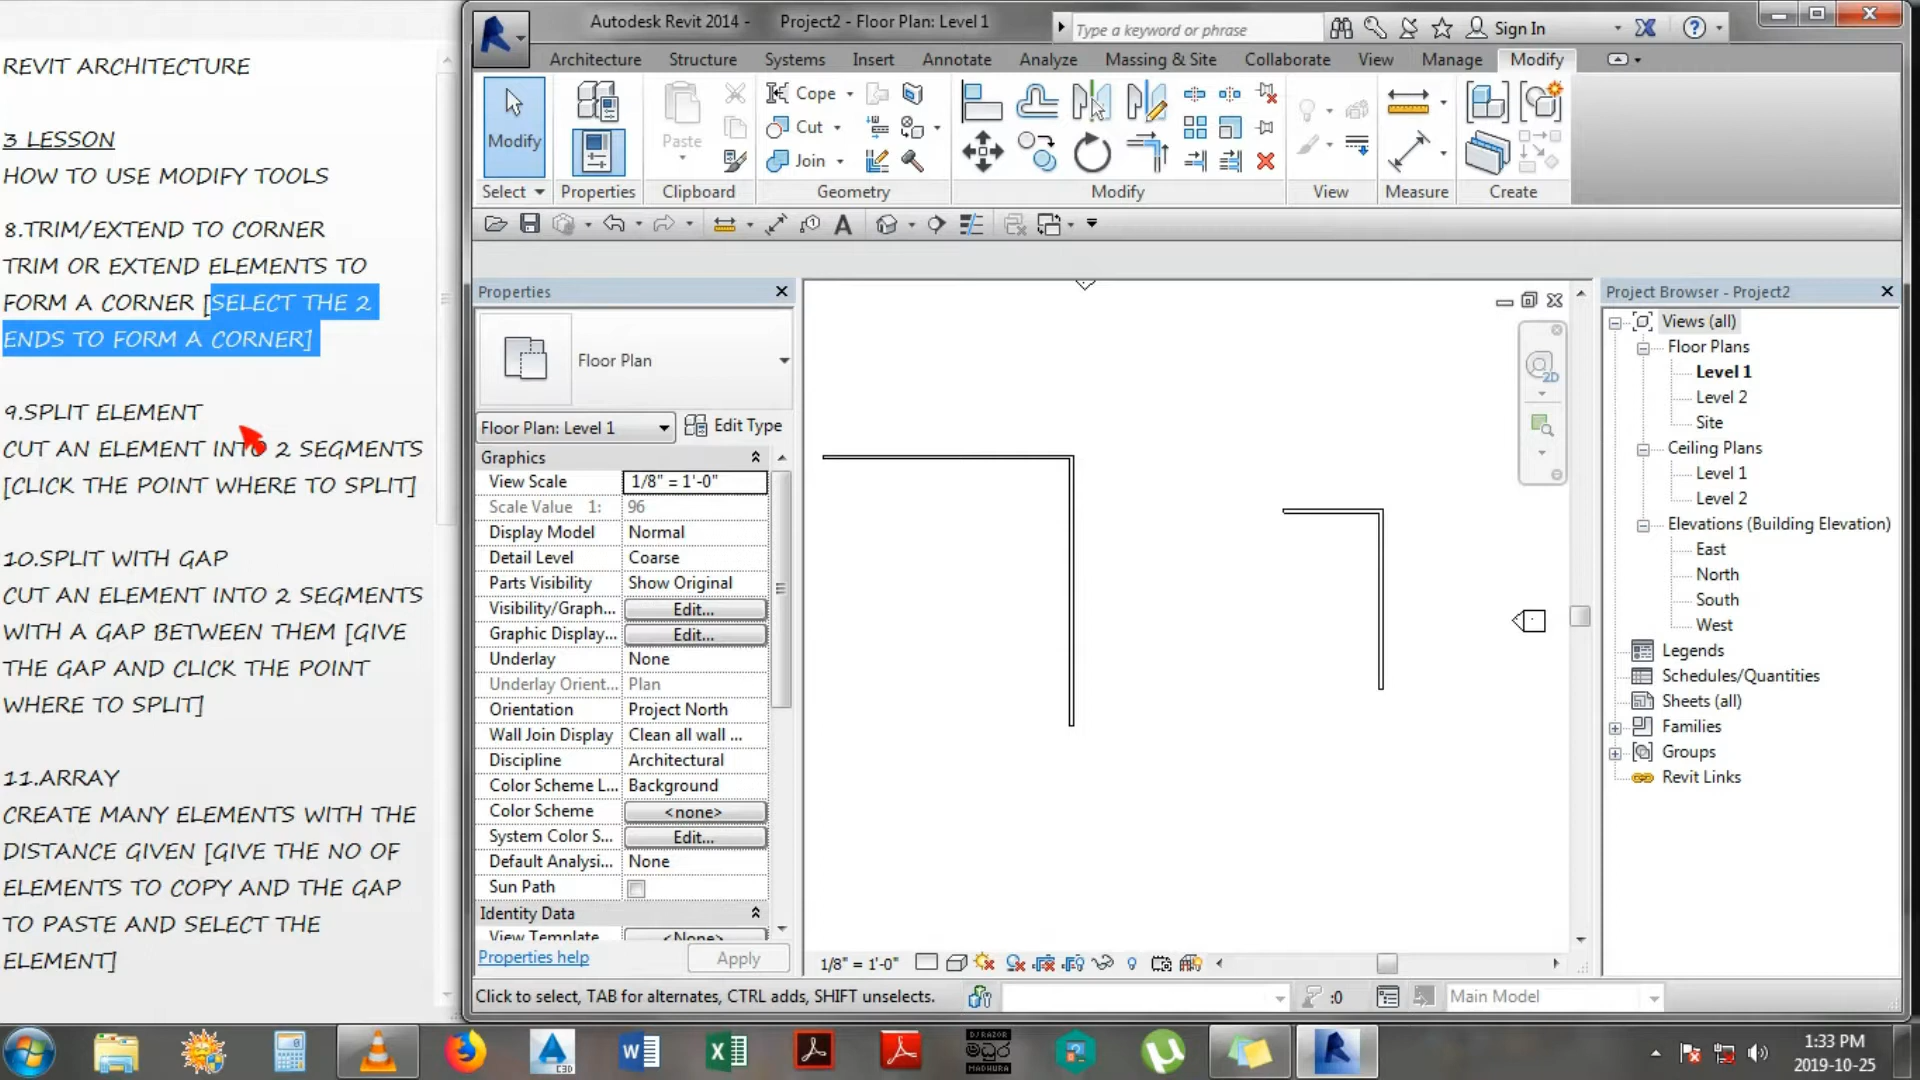 REVIT ARCHITECTURE
3 LESSON
HOW TO USE MODIFY TOOLS
8.TRIM/EXTEND TO CORNER
TRIM OR EXTEND ELEMENTS TO
FORM A CORNER [SELECT THE 2
ENDS TO FORM A CORNER]
9.SPLIT ELEMENT
CUT AN ELEMENT INTO 2 SEGMENTS
[CLICK THE POINT WHERE TO SPLIT]
10.SPLIT WITH GAP
CUT AN ELEMENT INTO 2 SEGMENTS
WITH A GAP BETWEEN THEM [GIVE
THE GAP AND CLICK THE POINT
WHERE TO SPLIT]
11.ARRAY
CREATE MANY ELEMENTS WITH THE
DISTANCE GIVEN [GIVE THE NO OF
ELEMENTS TO COPY AND THE GAP
TO PASTE AND SELECT THE
ELEMENT]
Autodesk Revit 2014 - Project2 - Floor Plan: Level 1
Type a keyword or phrase
Sign In
Architecture Structure Systems Insert Annotate Analyze Massing & Site Collaborate View Manage Modify
Modify
Paste
Cope
Cut
Join
Select Properties Clipboard Geometry Modify View Measure Create
Properties
Floor Plan
Floor Plan: Level 1 Edit Type
Graphics
View Scale 1/8" = 1'-0"
Scale Value 1: 96
Display Model Normal
Detail Level Coarse
Parts Visibility Show Original
Visibility/Graph... Edit...
Graphic Display... Edit...
Underlay None
Underlay Orient... Plan
Orientation Project North
Wall Join Display Clean all wall ...
Discipline Architectural
Color Scheme L... Background
Color Scheme <none>
System Color S... Edit...
Default Analysi... None
Sun Path
Identity Data
View Template <None>
Properties help Apply
2D
1/8" = 1'-0"
Project Browser - Project2
Views (all)
Floor Plans
Level 1
Level 2
Site
Ceiling Plans
Level 1
Level 2
Elevations (Building Elevation)
East
North
South
West
Legends
Schedules/Quantities
Sheets (all)
Families
Groups
Revit Links
Click to select, TAB for alternates, CTRL adds, SHIFT unselects.
:0
Main Model
C3D
DJ RAZOR
මධුර
MADHURA
1:33 PM
2019-10-25